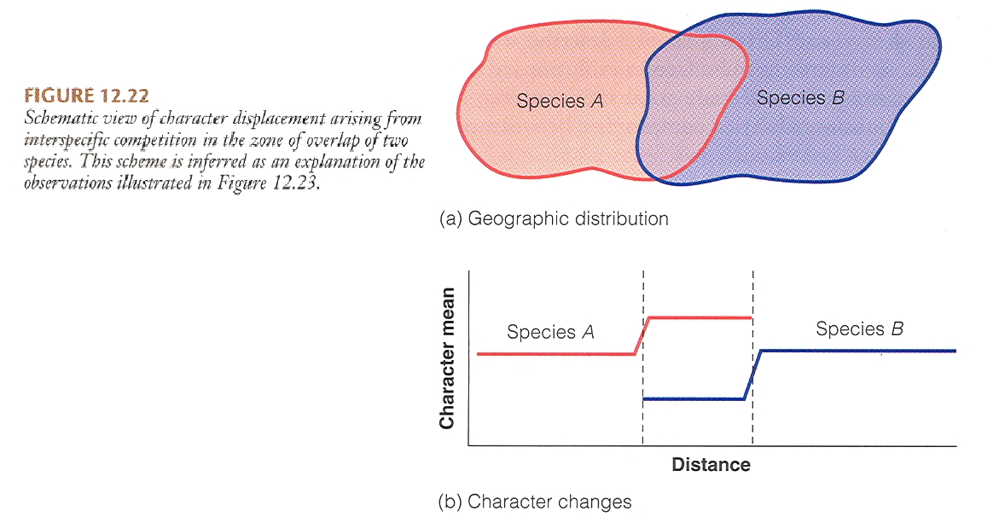 FIGURE 12.22
Schematic view of character displacement arising from
interspecific competition in the zone of overlap of two
species. This scheme is inferred as an explanation of the
observations illustrated in Figure 12.23.
Species A
Species B
(a) Geographic distribution
Character mean
Species A
Species B
Distance
(b) Character changes